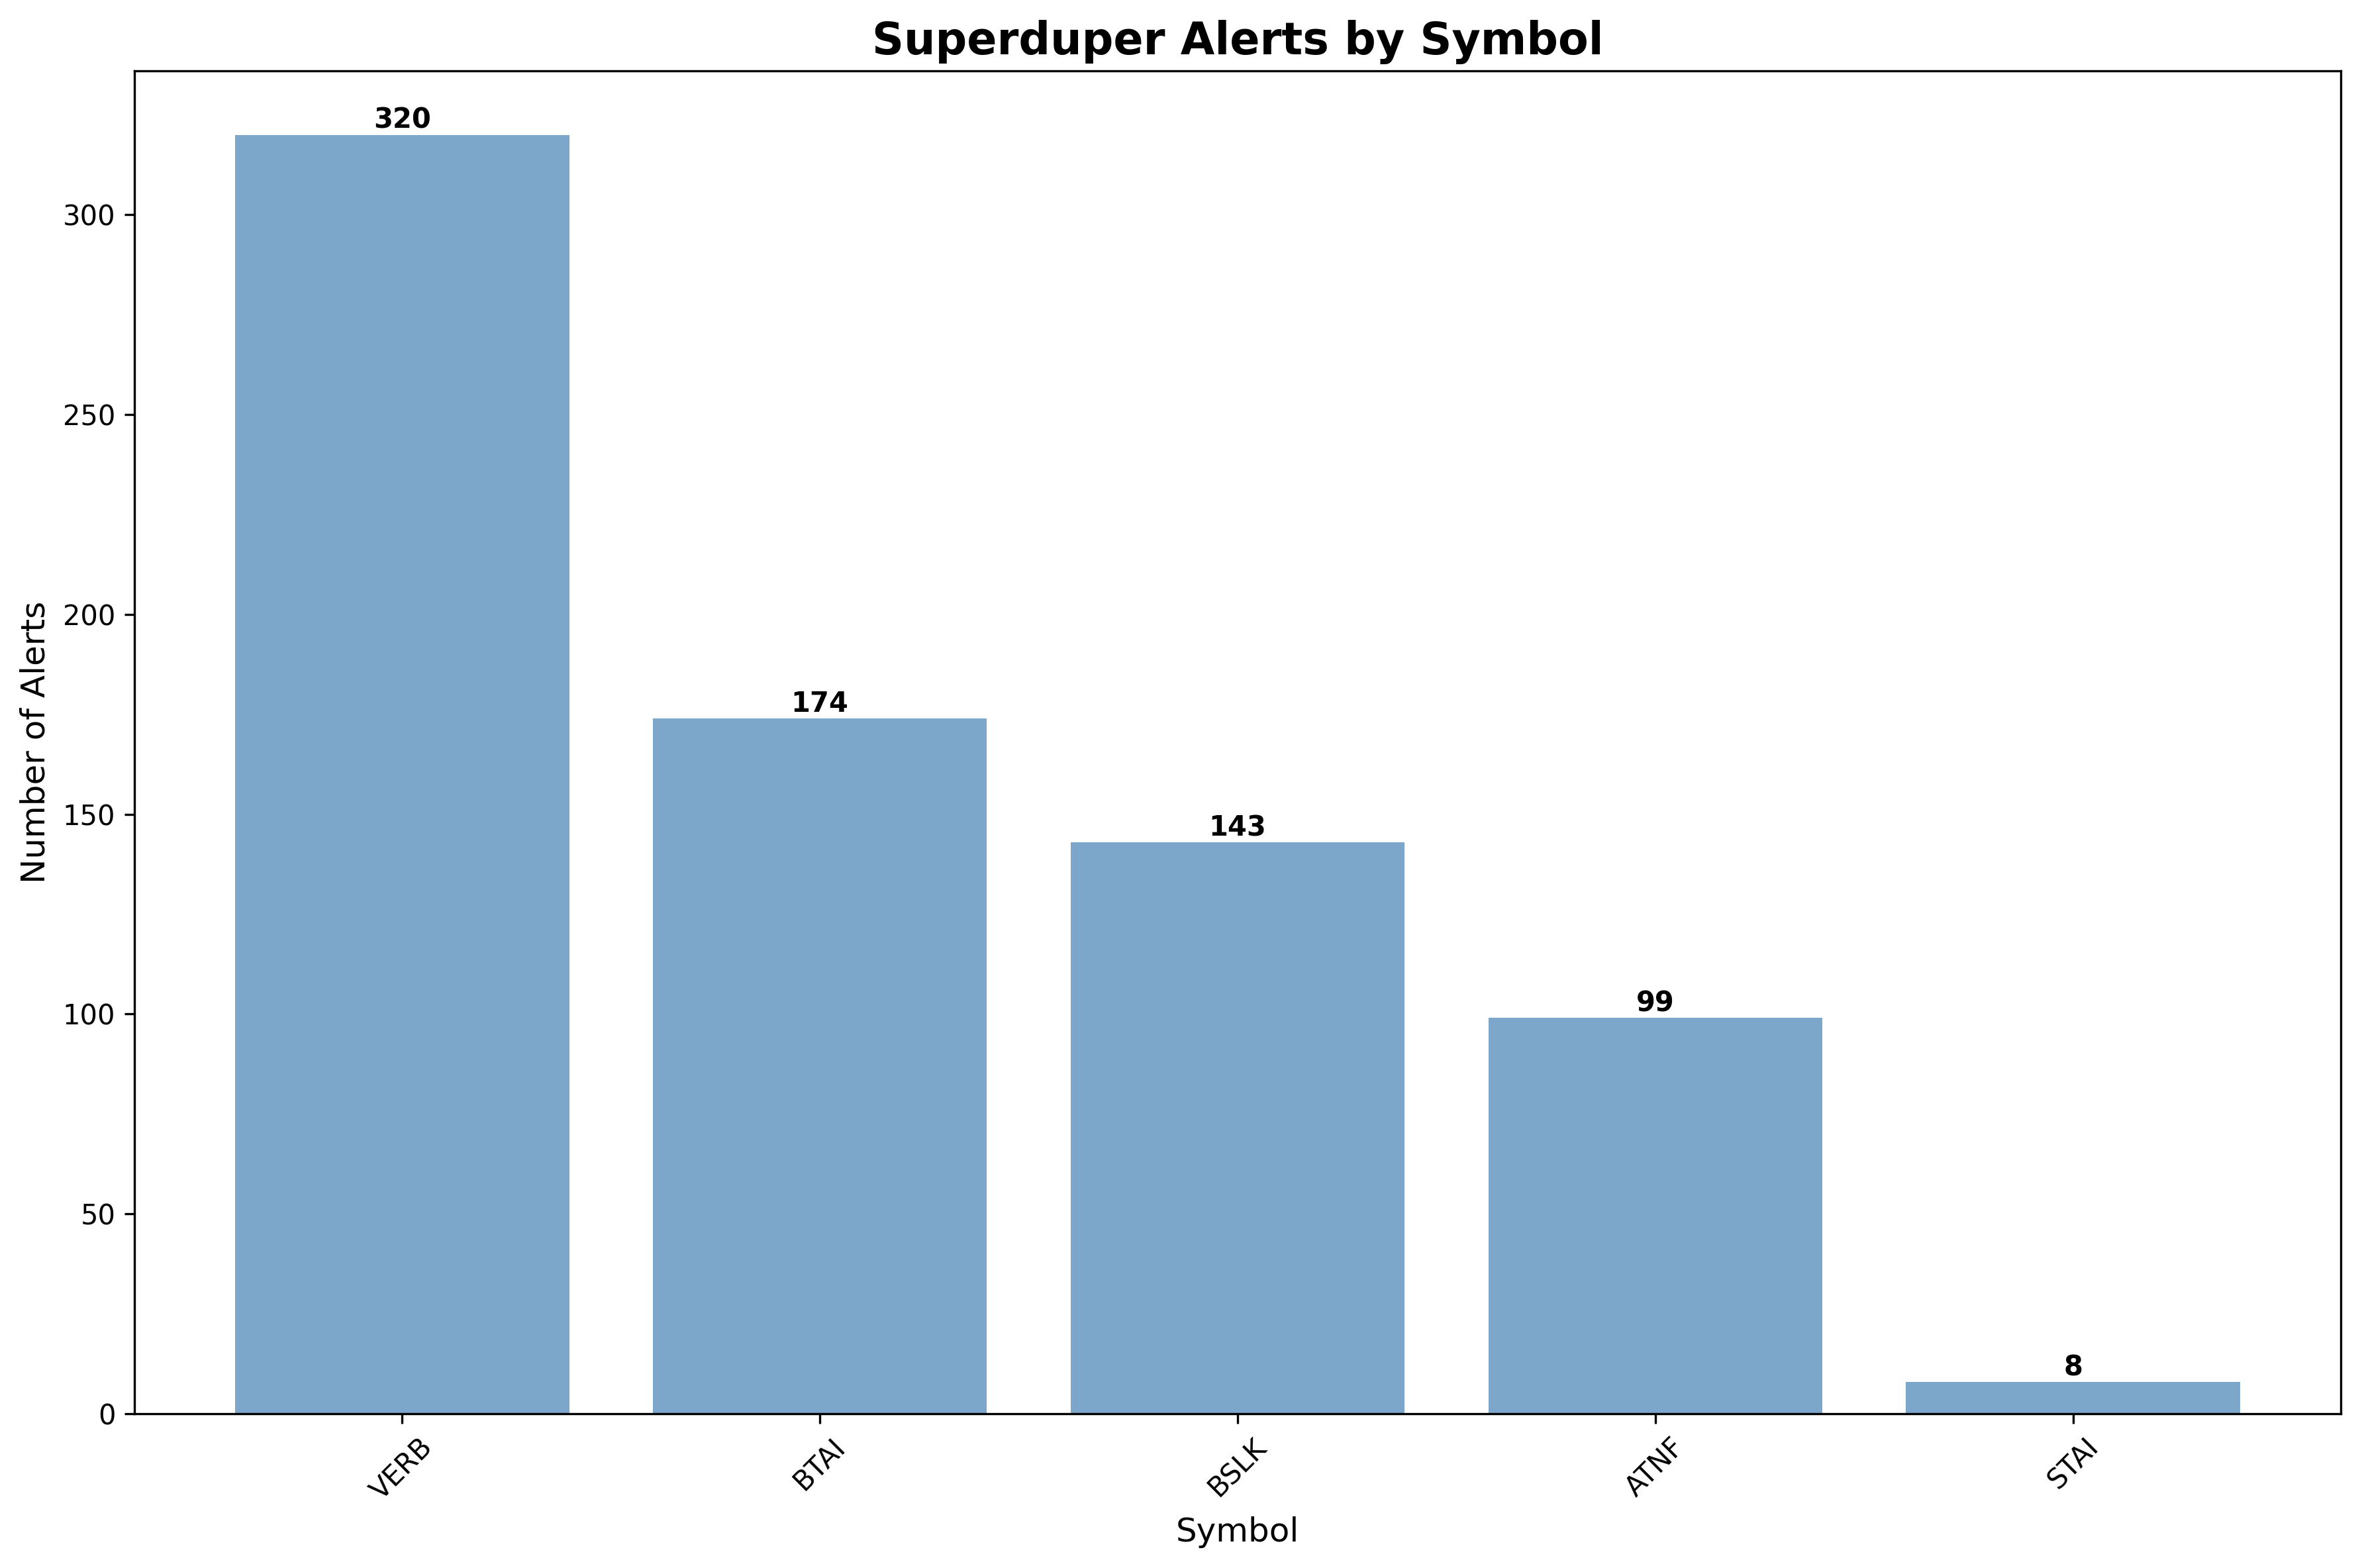 Superduper Alerts by Symbol
320
300
250
200
174
150
143
100
99
50
8
0
Number of Alerts
VERB
BTAI
BSLK
ATNF
STAI
Symbol